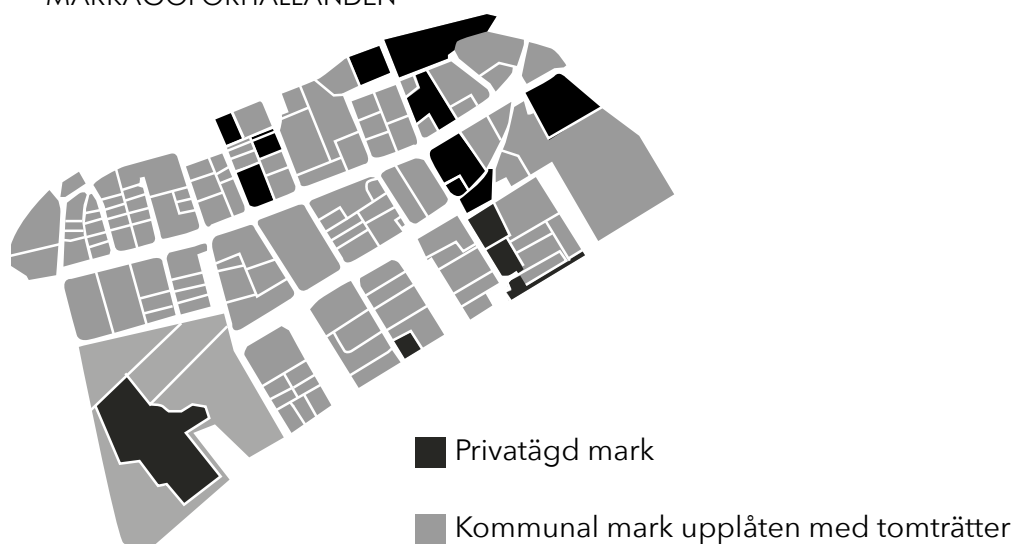 MARKÄGOFÖRHÅLLANDEN
Privatägd mark
Kommunal mark upplåten med tomträtter